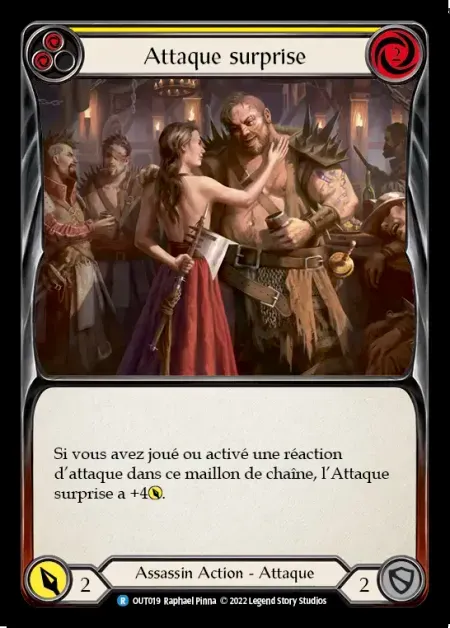 Attaque surprise
2
Si vous avez joué ou activé une réaction
d'attaque dans ce maillon de chaîne, l'Attaque
surprise a +4.
2
Assassin Action - Attaque
2
R OUT019 Raphael Pinna © 2022 Legend Story Studios